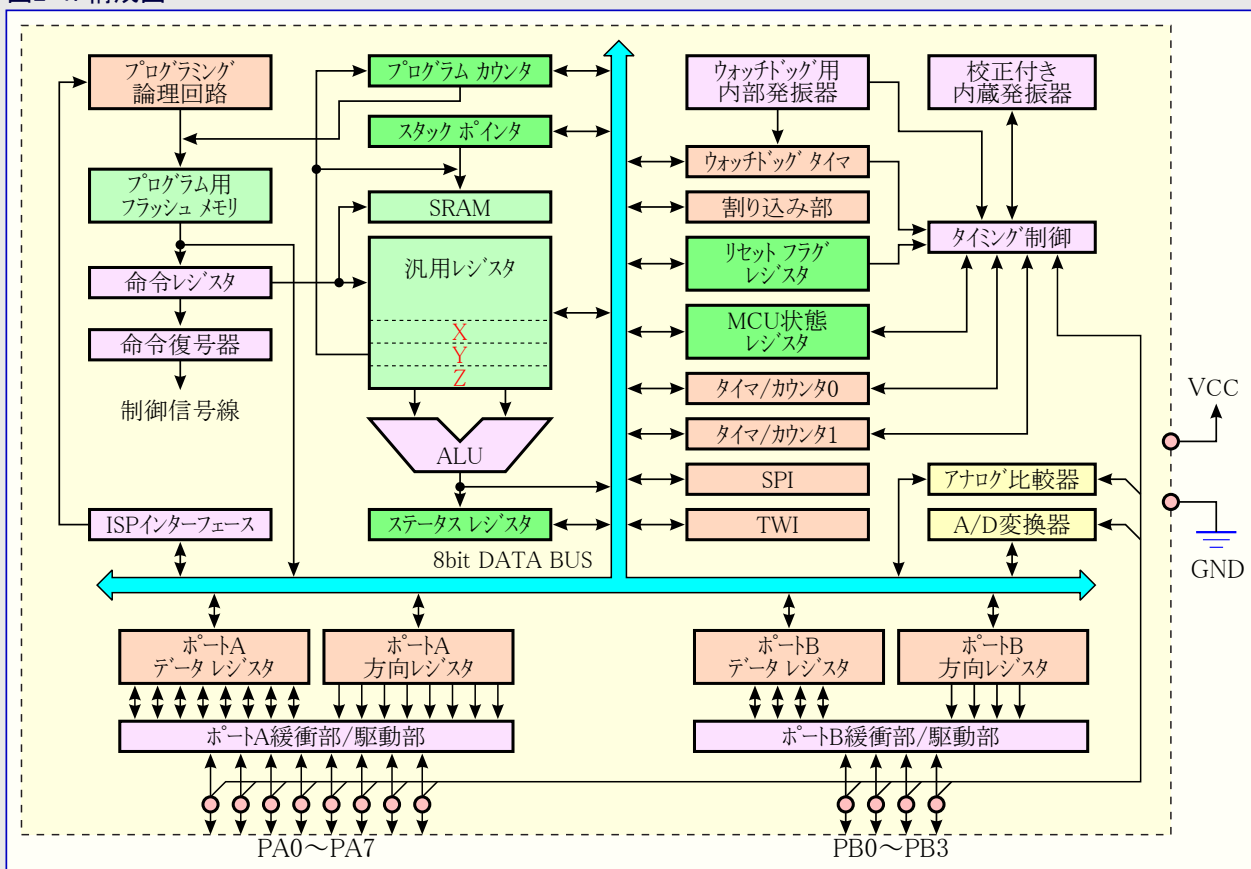 プログラミング
論理回路
プログラム カウンタ
スタック ポインタ
プログラム用
フラッシュ メモリ
SRAM
汎用レジスタ
X
Y
Z
命令レジスタ
命令復号器
制御信号線
ALU
ISPインターフェース
ステータス レジスタ
8bit DATA BUS
ウォッチドッグ用
内部発振器
校正付き
内蔵発振器
ウォッチドッグ タイマ
割り込み部
タイミング制御
リセット フラグ
レジスタ
MCU状態
レジスタ
タイマ/カウンタ0
タイマ/カウンタ1
SPI
アナログ比較器
TWI
A/D変換器
VCC
GND
ポートA
データ レジスタ
ポートA
方向レジスタ
ポートB
データ レジスタ
ポートB
方向レジスタ
ポートA緩衝部/駆動部
ポートB緩衝部/駆動部
PA0～PA7
PB0～PB3